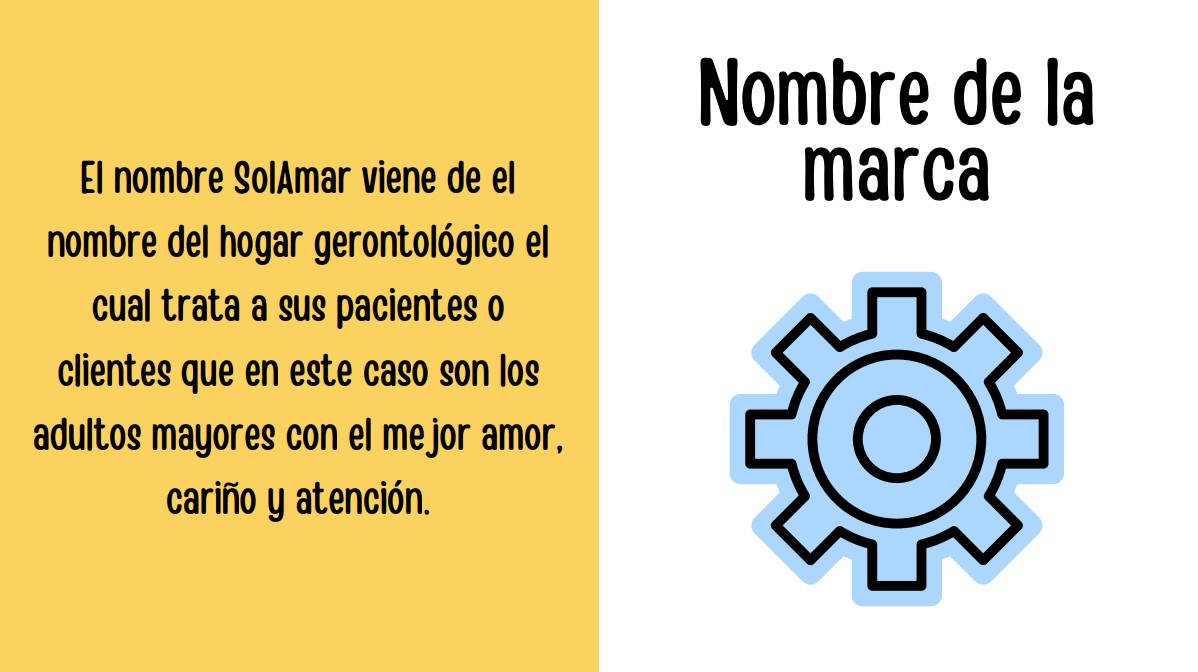 El nombre SolAmar viene de el
nombre del hogar gerontológico el
cual trata a sus pacientes o
clientes que en este caso son los
adultos mayores con el mejor amor,
cariño y atención.
Nombre de la
marca